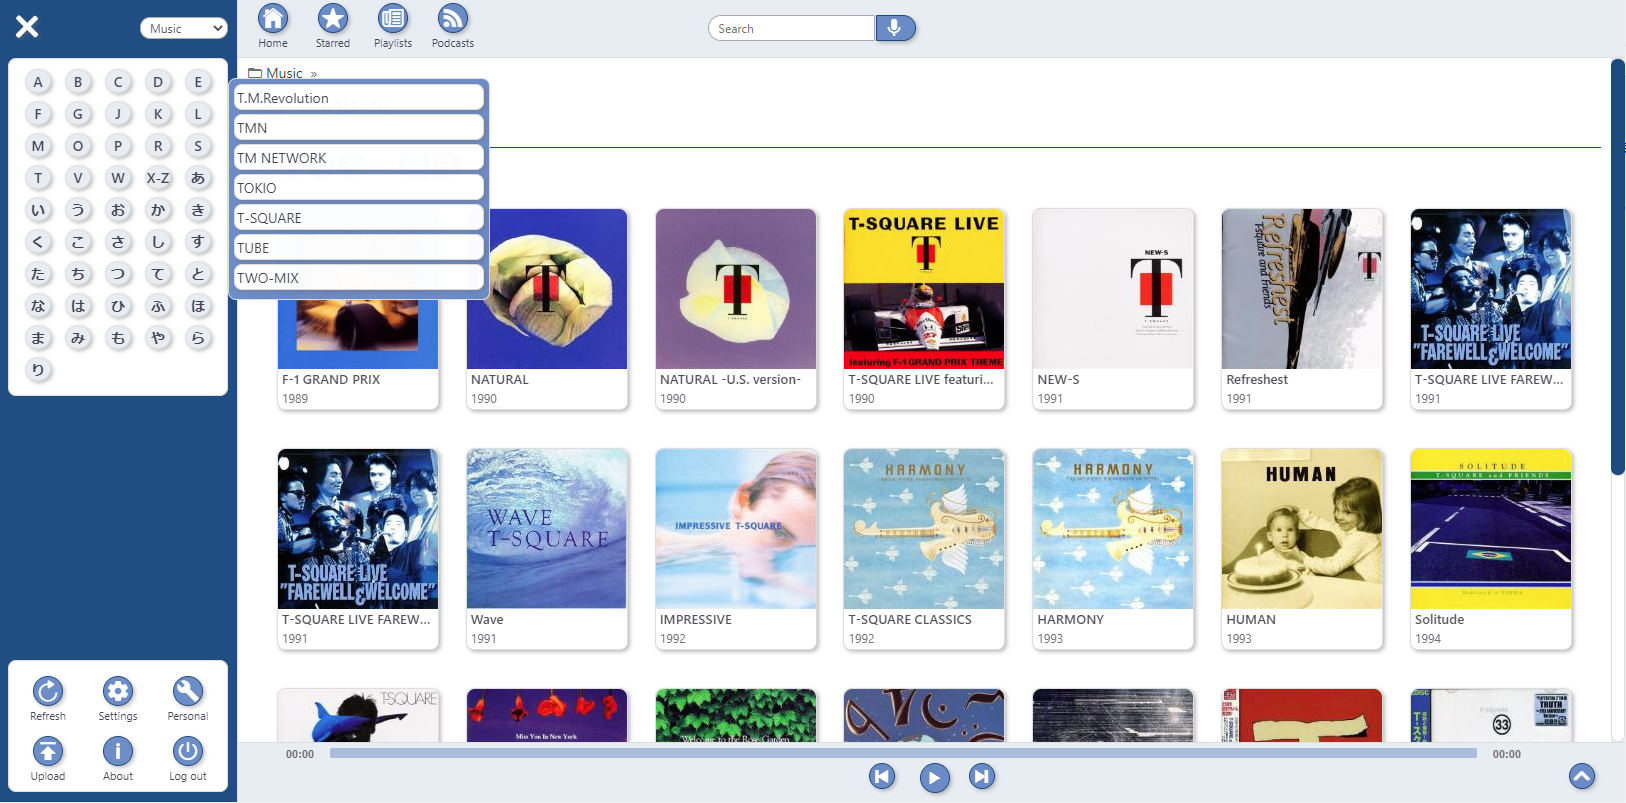 Music
Home
Starred
Playlists
Podcasts
Search
A B C D E
F G J K L
M O P R S
T V W X-Z あ
い う お か き
く こ さ し す
た ち つ て と
な は ひ ふ ほ
ま み も や ら
り
Music »
T.M.Revolution
TMN
TM NETWORK
TOKIO
T-SQUARE
TUBE
TWO-MIX
T-SQUARE LIVE
featuring F-1 GRAND PRIX THEME
NEW-S
T-SQUARE
Refreshest
T-square and friends
T-SQUARE LIVE
"FAREWELL & WELCOME"
F-1 GRAND PRIX
1989
NATURAL
1990
NATURAL -U.S. version-
1990
T-SQUARE LIVE featuri...
1990
NEW-S
1991
Refreshest
1991
T-SQUARE LIVE FAREW...
1991
T-SQUARE LIVE
"FAREWELL & WELCOME"
WAVE
T-SQUARE
IMPRESSIVE T-SQUARE
HARMONY
HARMONY
HUMAN
SOLITUDE
T-SQUARE and FRIENDS
Dedicated to SENNA
T-SQUARE LIVE FAREW...
1991
Wave
1991
IMPRESSIVE
1992
T-SQUARE CLASSICS
1992
HARMONY
1993
HUMAN
1993
Solitude
1994
T-SQUARE
Miss You In New York
Welcome to the Rose Garden
T-SQUARE
33
TRUTH
Refresh
Settings
Personal
Upload
About
Log out
00:00
00:00